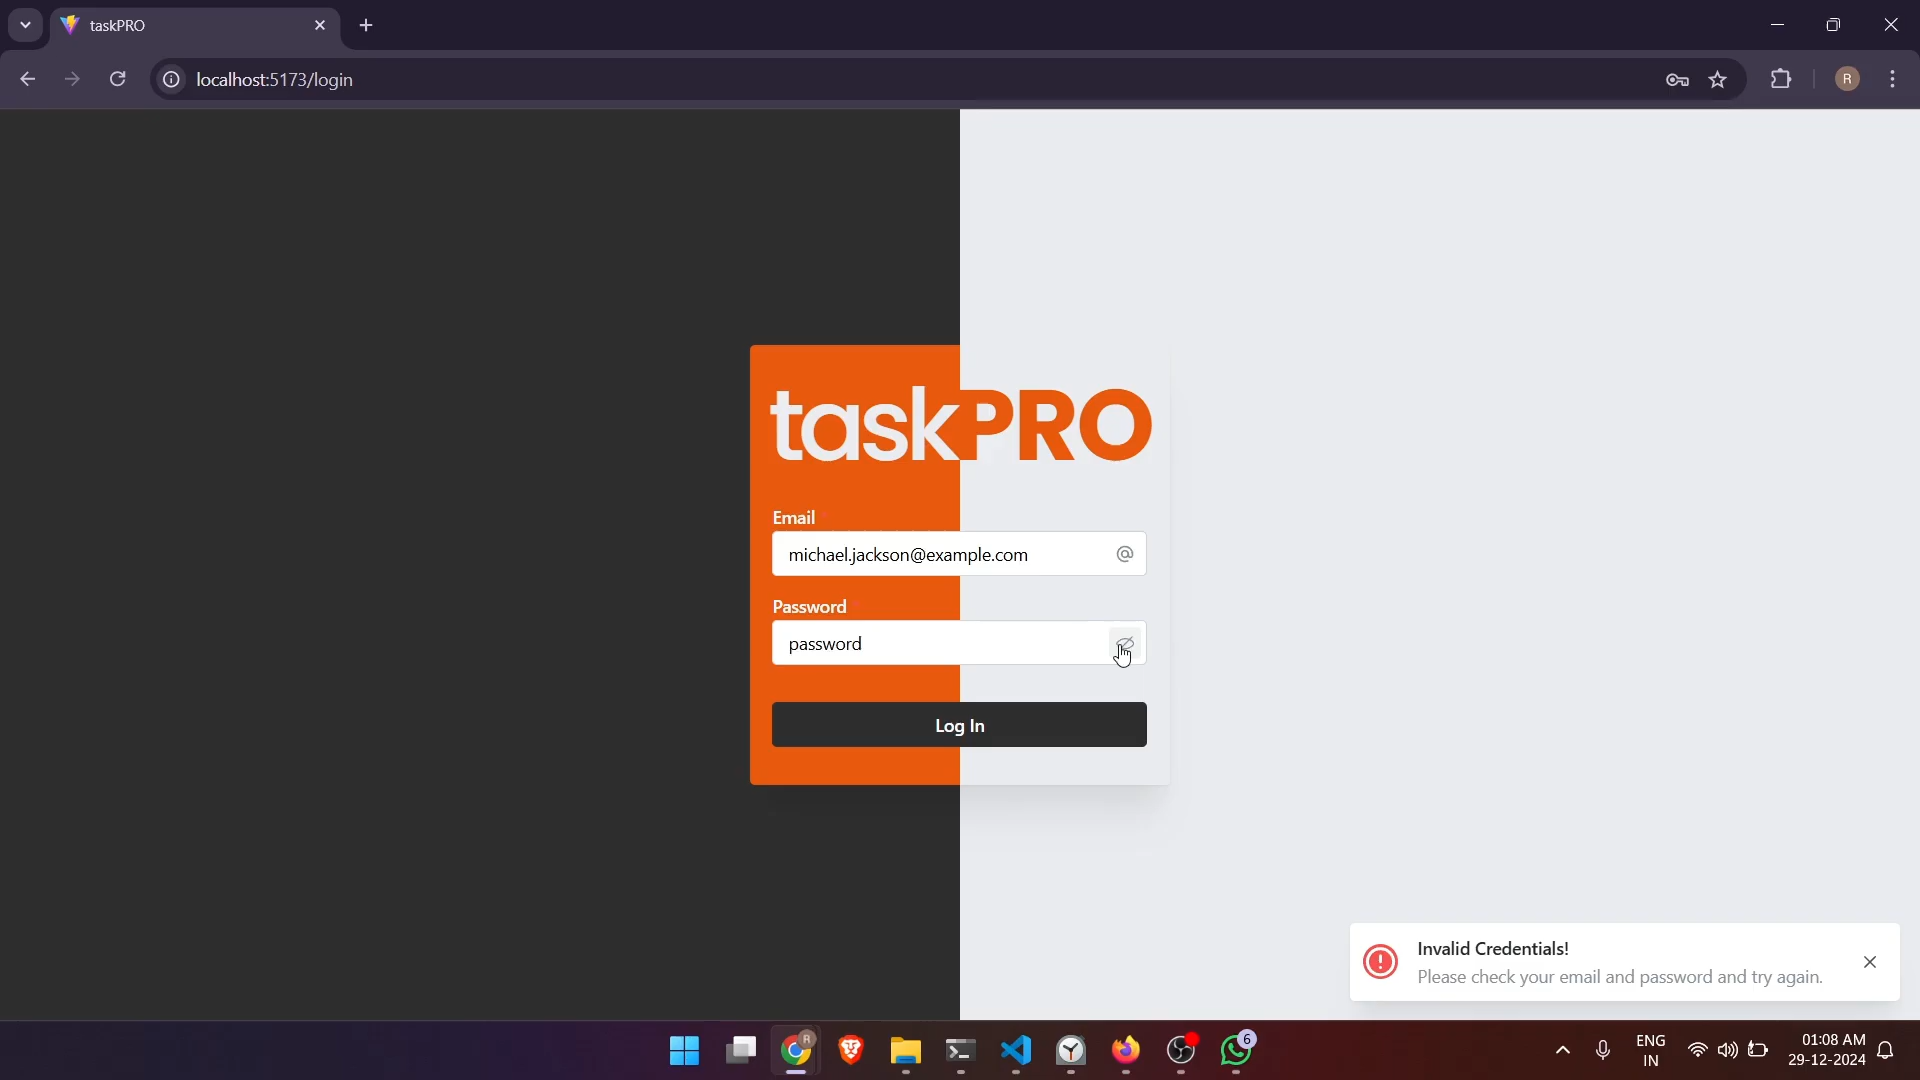 taskPRO
localhost:5173/login
R
taskPRO
Email
michael.jackson@example.com
@
Password
password
Log In
Invalid Credentials!
Please check your email and password and try again.
R
6
ENG
IN
01:08 AM
29-12-2024